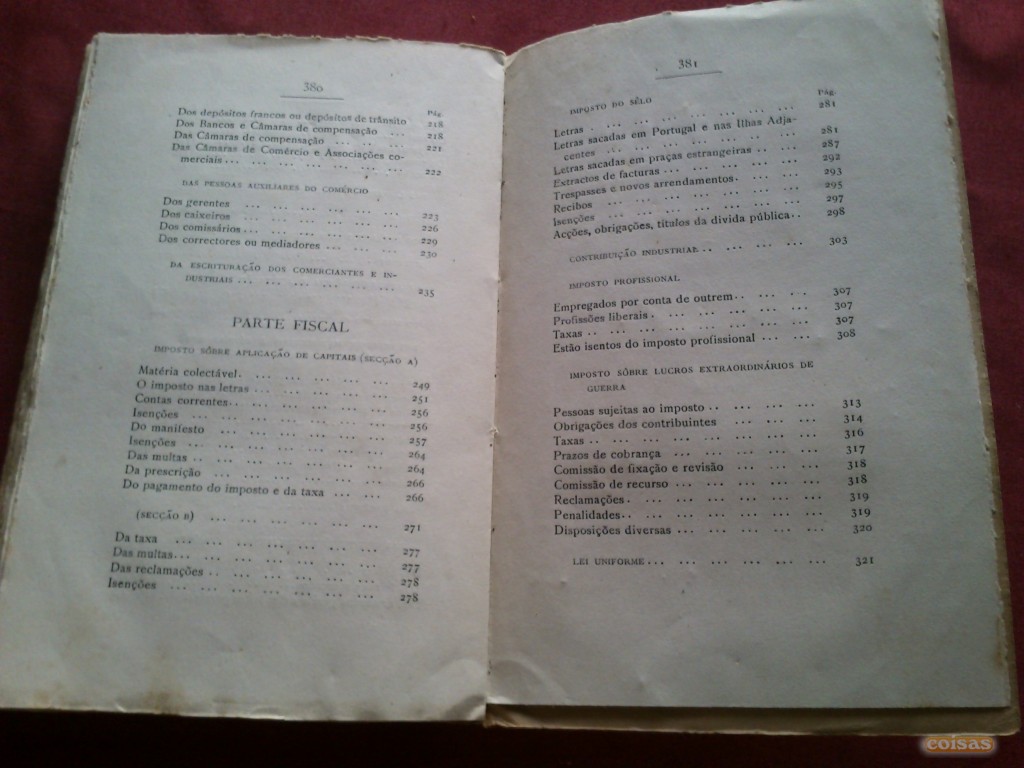 380
Pág.
Dos depósitos francos ou depósitos de trânsito 218
Dos Bancos e Câmaras de compensação ... 218
Das Câmaras de compensação ... .. .. 221
Das Câmaras de Comércio e Associações co-
merciais ... ... ... ... ... ... ... 222
DAS PESSOAS AUXILIARES DO COMÉRCIO
Dos gerentes ... ... ... ... ... ... 223
Dos caixeiros ... ... ... ... ... ... 226
Dos comissários... ... ... ... ... ... 229
Dos correctores ou mediadores ... ... ... 230
DA ESCRITURAÇÃO DOS COMERCIANTES E IN-
DUSTRIAIS ... ... ... ... ... ... 235
PARTE FISCAL
IMPOSTO SÔBRE APLICAÇÃO DE CAPITAIS (SECÇÃO A)
Matéria colectável. ... ... ... ... ... 249
O imposto nas letras ... ... ... ... ... 251
Contas correntes.. ... ... ... ... ... 256
Isenções ... ... ... ... ... ... ... 256
Do manifesto ... ... ... ... ... ... 257
Isenções ... ... ... ... ... ... ... 264
Das multas .. ... ... ... ... ... ... 264
Da prescrição ... ... ... ... ... ... 266
Do pagamento do imposto e da taxa ... ... 266
(SECÇÃO B) ... ... ... ... ... ... 271
Da taxa ... ... ... ... ... ... ... 277
Das multas... ... ... ... ... ... ... 277
Das reclamações .. ... ... ... ... ... 278
Isenções ... ... ... ... ... ... ... 278
381
Pág.
IMPOSTO DO SÊLO
Letras . ... ... ... ... ... ... ... 281
Letras sacadas em Portugal e nas Ilhas Adja-
centes ... ... ... ... ... ... ... 281
Letras sacadas em praças estrangeiras .. ... 287
Extractos de facturas ... ... ... ... ... 292
Trespasses e novos arrendamentos. ... ... 293
Recibos ... ... ... ... ... ... ... 295
Isenções ... ... ... ... ... ... ... 297
Acções, obrigações, títulos da dívida pública.. 298
CONTRIBUIÇÃO INDUSTRIAL .. ... ... ... 303
IMPOSTO PROFISSIONAL
Empregados por conta de outrem.. ... ... 307
Profissões liberais . ... ... ... ... ... 307
Taxas .. ... ... ... ... ... ... ... 307
Estão isentos do imposto profissional ... ... 308
IMPOSTO SÔBRE LUCROS EXTRAORDINÁRIOS DE
GUERRA
Pessoas sujeitas ao imposto .. ... ... ... 313
Obrigações dos contribuintes ... ... ... 314
Taxas .. ... ... ... ... ... ... ... 316
Prazos de cobrança ... ... ... ... ... 317
Comissão de fixação e revisão ... ... ... 318
Comissão de recurso ... ... ... ... ... 318
Reclamações. ... ... ... ... ... ... 319
Penalidades.. ... ... ... ... ... ... 319
Disposições diversas ... ... ... ... ... 320
LEI UNIFORME ... ... ... ... ... ... 321
coisas